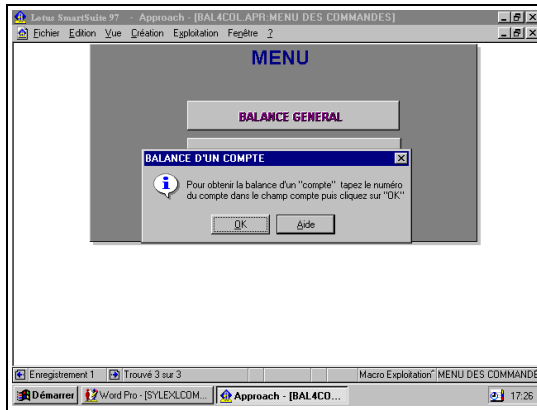 Lotus SmartSuite 97 - Approach - [BAL4COL.APR:MENU DES COMMANDES]
Fichier Edition Vue Création Exploitation Fenêtre ?
MENU
BALANCE GENERAL
BALANCE D'UN COMPTE
Pour obtenir la balance d'un "compte" tapez le numéro
du compte dans le champ compte puis cliquez sur "OK"
OK Aide
Enregistrement 1 Trouvé 3 sur 3 Macro Exploitation MENU DES COMMANDE
Démarrer Word Pro - [SYLEXLCOM... Approach - [BAL4CO... 17:26